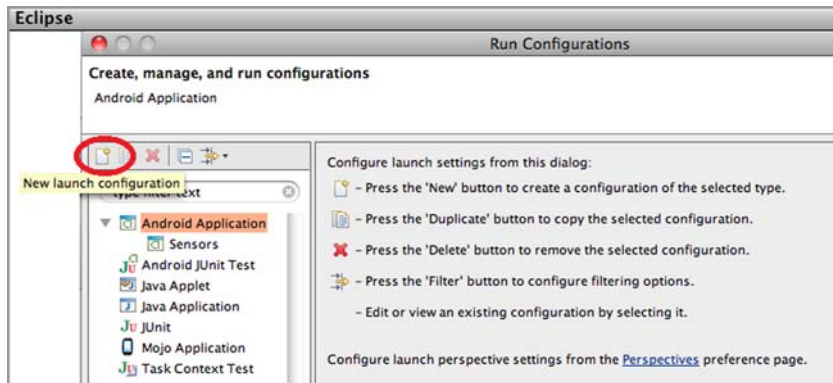 Eclipse
Run Configurations
Create, manage, and run configurations
Android Application
New launch configuration
type filter text
Android Application
Sensors
Android JUnit Test
Java Applet
Java Application
JUnit
Mojo Application
Task Context Test
Configure launch settings from this dialog:
– Press the 'New' button to create a configuration of the selected type.
– Press the 'Duplicate' button to copy the selected configuration.
– Press the 'Delete' button to remove the selected configuration.
– Press the 'Filter' button to configure filtering options.
– Edit or view an existing configuration by selecting it.
Configure launch perspective settings from the Perspectives preference page.